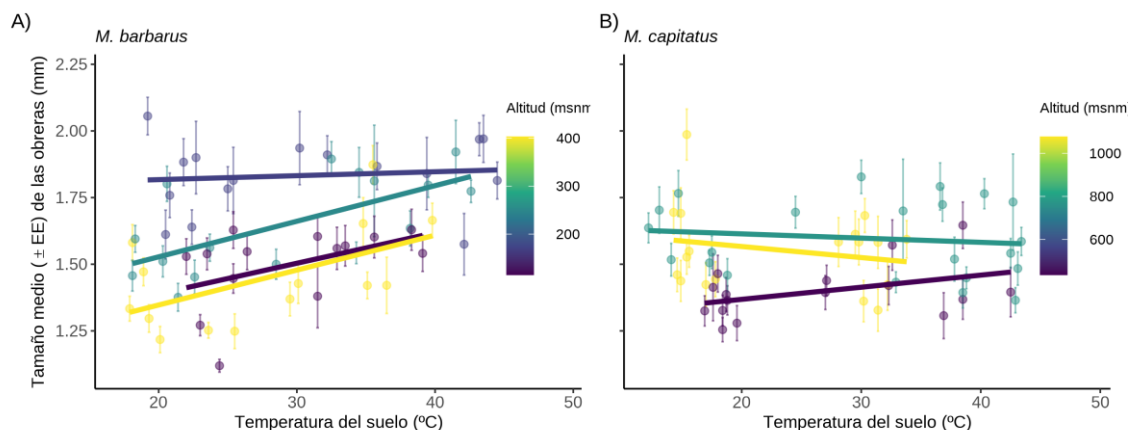 A)
M. barbarus
Tamaño medio ( ± EE) de las obreras (mm)
2.25
2.00
1.75
1.50
1.25
20
30
40
50
Temperatura del suelo (ºC)
Altitud (msnm
400
300
200
B)
M. capitatus
20
30
40
50
Temperatura del suelo (ºC)
Altitud (msnm)
1000
800
600